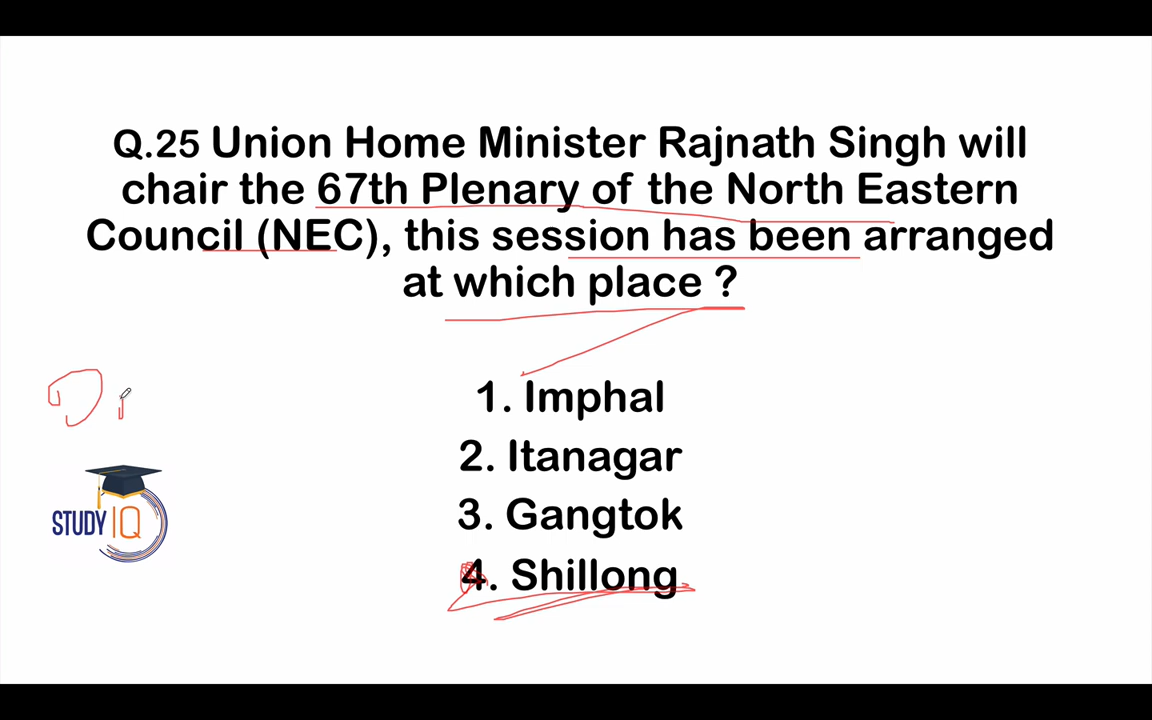 Q.25 Union Home Minister Rajnath Singh will
chair the 67th Plenary of the North Eastern
Council (NEC), this session has been arranged
at which place ?
1. Imphal
2. Itanagar
3. Gangtok
4. Shillong
STUDY IQ